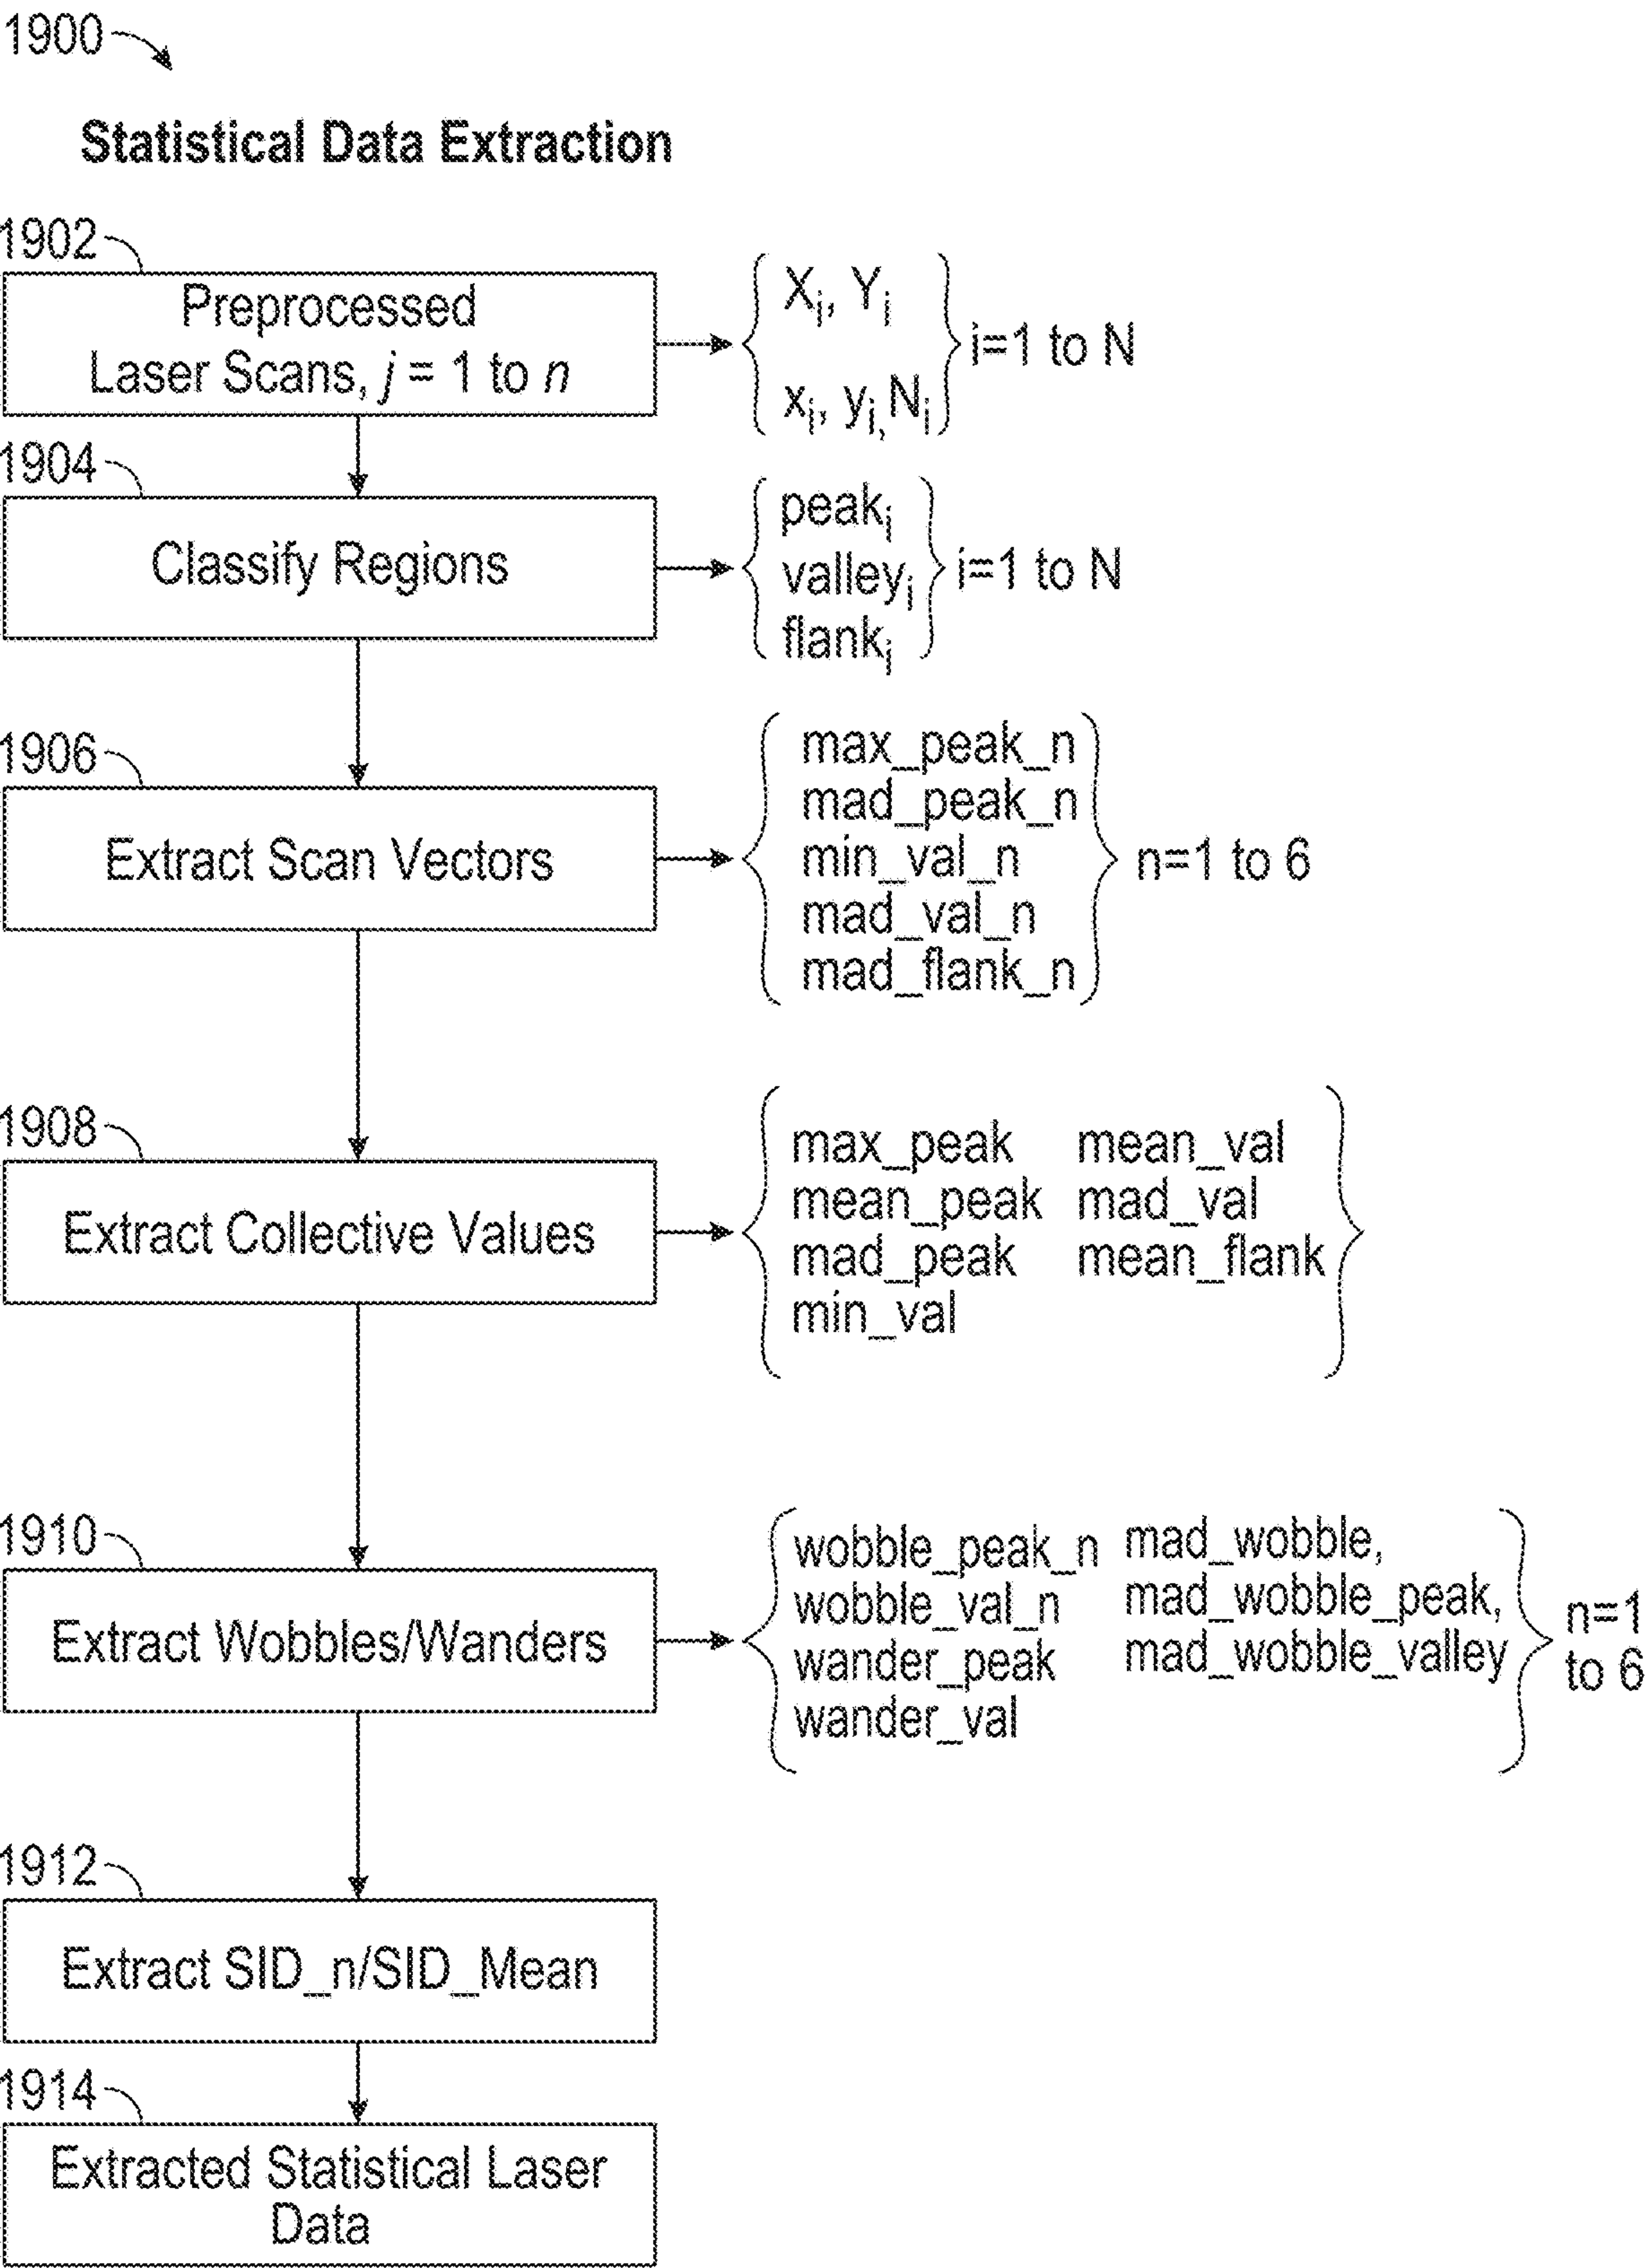 1900
Statistical Data Extraction
1902
Preprocessed
Laser Scans, j = 1 to n
Xi, Yi
xi, yi, Ni
i=1 to N
1904
Classify Regions
peaki
valleyi
flanki
i=1 to N
1906
Extract Scan Vectors
max_peak_n
mad_peak_n
min_val_n
mad_val_n
mad_flank_n
n=1 to 6
1908
Extract Collective Values
max_peak mean_val
mean_peak mad_val
mad_peak mean_flank
min_val
1910
Extract Wobbles/Wanders
wobble_peak_n mad_wobble,
wobble_val_n mad_wobble_peak,
wander_peak mad_wobble_valley
wander_val
n=1
to 6
1912
Extract SID_n/SID_Mean
1914
Extracted Statistical Laser
Data